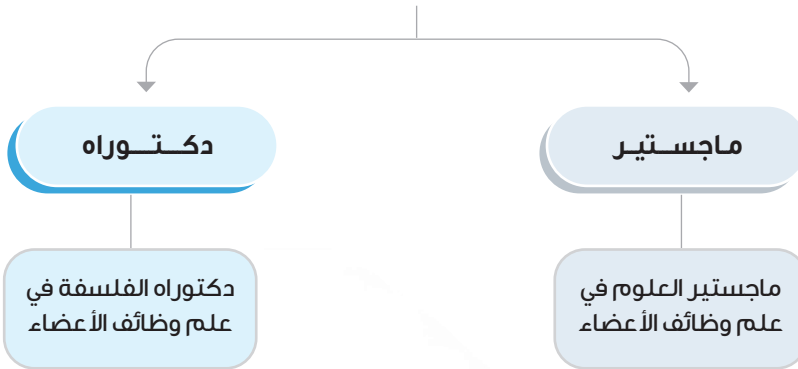 ماجستير
دكتوراه
ماجستير العلوم في
علم وظائف الأعضاء
دكتوراه الفلسفة في
علم وظائف الأعضاء